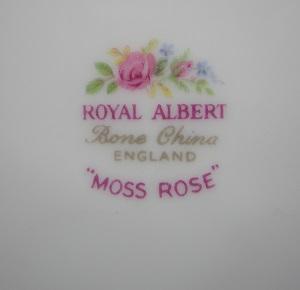 ROYAL ALBERT
Bone China
ENGLAND
"MOSS ROSE"